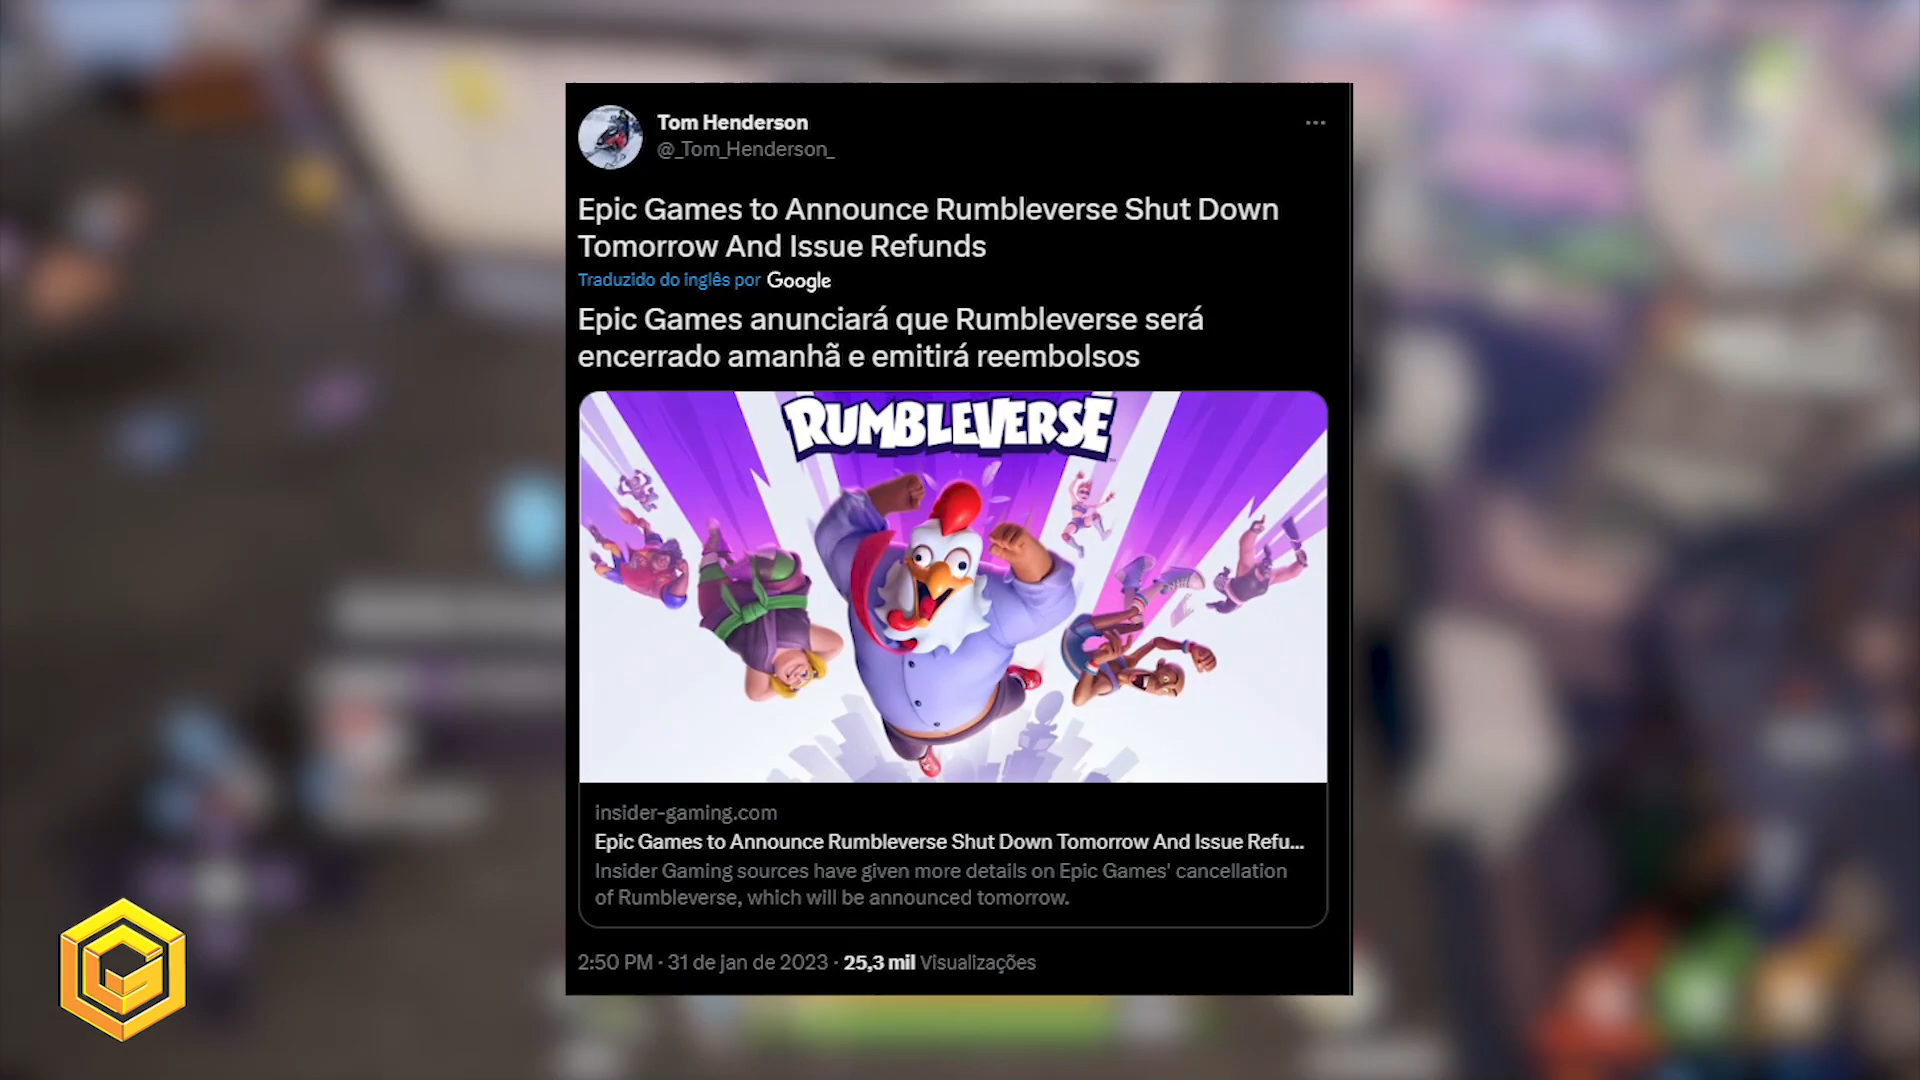 Tom Henderson
@_Tom_Henderson_
Epic Games to Announce Rumbleverse Shut Down
Tomorrow And Issue Refunds
Traduzido do inglês por Google
Epic Games anunciará que Rumbleverse será
encerrado amanhã e emitirá reembolsos
RUMBLEVERSE
insider-gaming.com
Epic Games to Announce Rumbleverse Shut Down Tomorrow And Issue Refu...
Insider Gaming sources have given more details on Epic Games' cancellation
of Rumbleverse, which will be announced tomorrow.
2:50 PM · 31 de jan de 2023 · 25,3 mil Visualizações